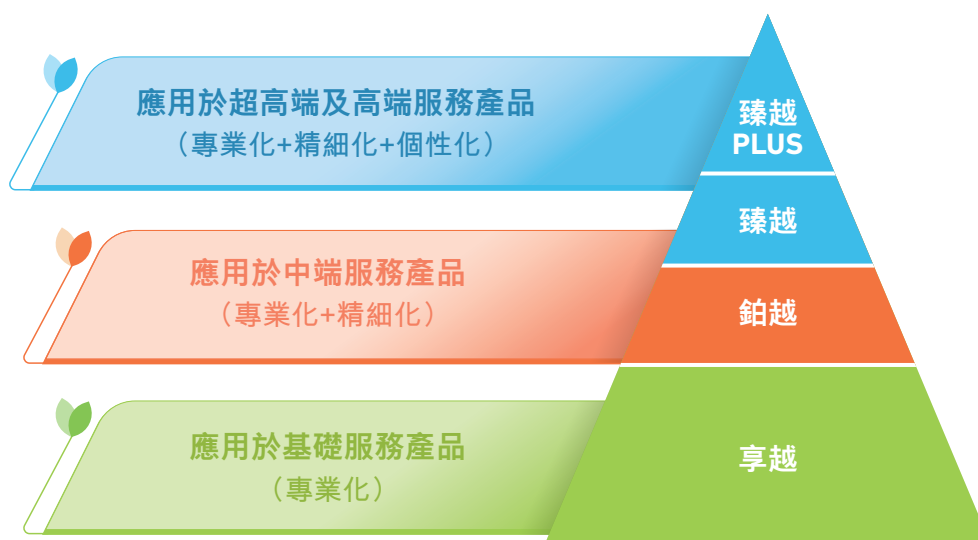 應用於超高端及高端服務產品
（專業化+精細化+個性化）
臻越
PLUS
臻越
應用於中端服務產品
（專業化+精細化）
鉑越
應用於基礎服務產品
（專業化）
享越